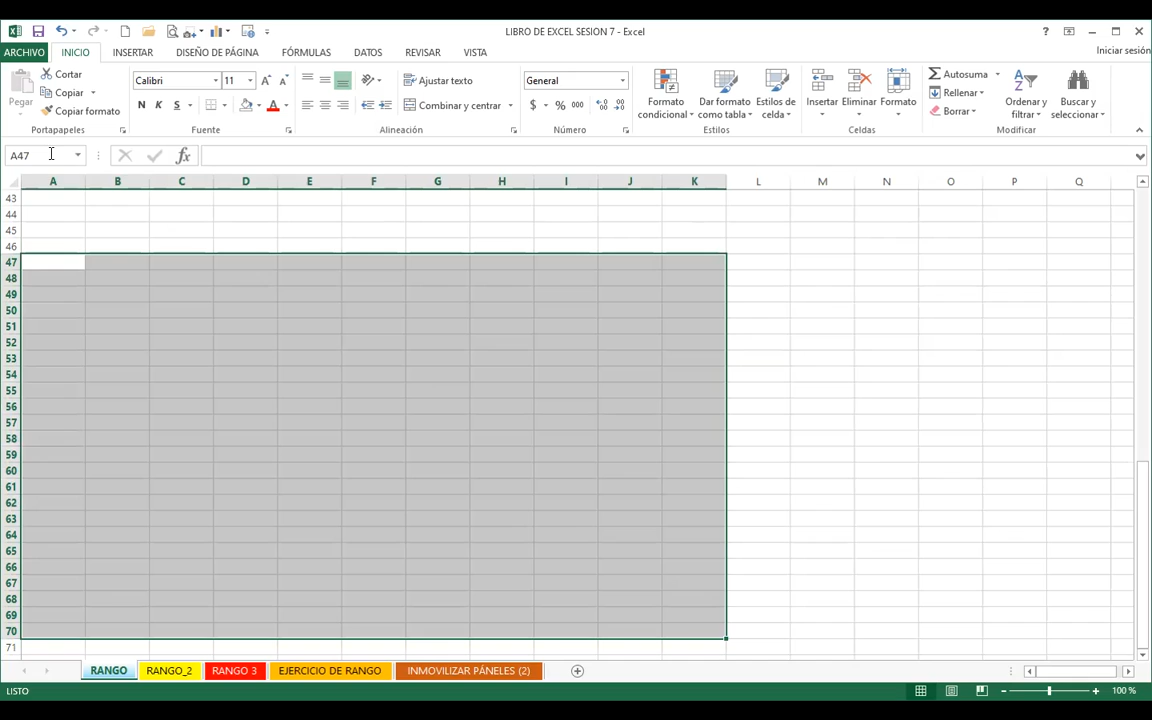 LIBRO DE EXCEL SESION 7 - Excel
ARCHIVO INICIO INSERTAR DISEÑO DE PÁGINA FÓRMULAS DATOS REVISAR VISTA Iniciar sesión
Pegar
Cortar
Copiar
Copiar formato
Portapapeles
Calibri 11
N K S
Fuente
Ajustar texto
Combinar y centrar
Alineación
General
$ % 000
Número
Formato condicional
Dar formato como tabla
Estilos de celda
Estilos
Insertar
Eliminar
Formato
Celdas
Autosuma
Rellenar
Borrar
Ordenar y filtrar
Buscar y seleccionar
Modificar
A47 fx
A B C D E F G H I J K L M N O P Q
43
44
45
46
47
48
49
50
51
52
53
54
55
56
57
58
59
60
61
62
63
64
65
66
67
68
69
70
71
RANGO RANGO_2 RANGO 3 EJERCICIO DE RANGO INMOVILIZAR PÁNELES (2)
LISTO 100 %